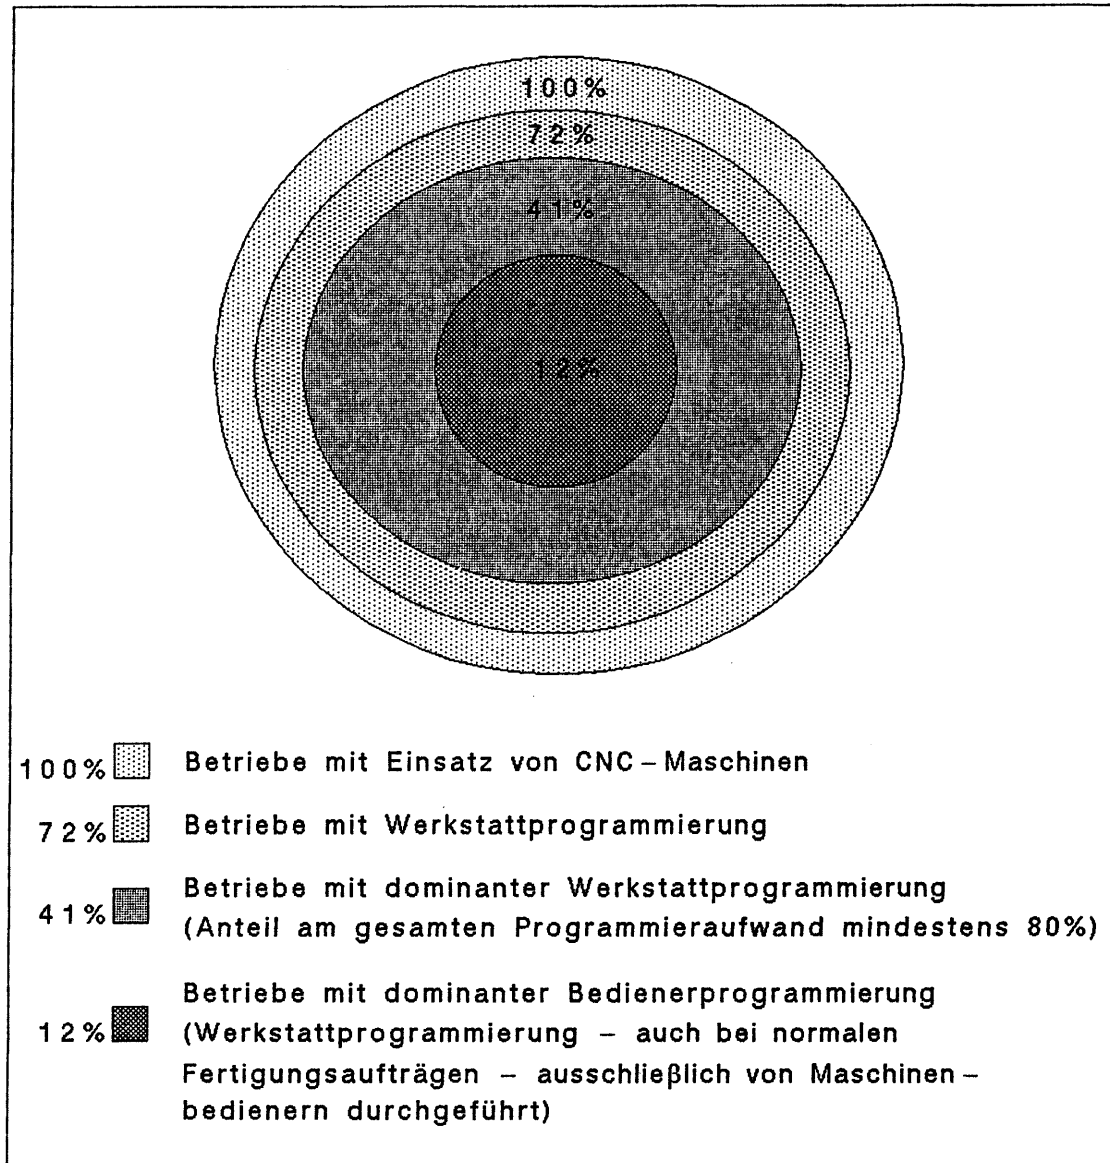 100%
72%
41%
12%
100% Betriebe mit Einsatz von CNC – Maschinen
72% Betriebe mit Werkstattprogrammierung
Betriebe mit dominanter Werkstattprogrammierung
41% (Anteil am gesamten Programmieraufwand mindestens 80%)
Betriebe mit dominanter Bedienerprogrammierung
12% (Werkstattprogrammierung – auch bei normalen
Fertigungsaufträgen – ausschließlich von Maschinen –
bedienern durchgeführt)